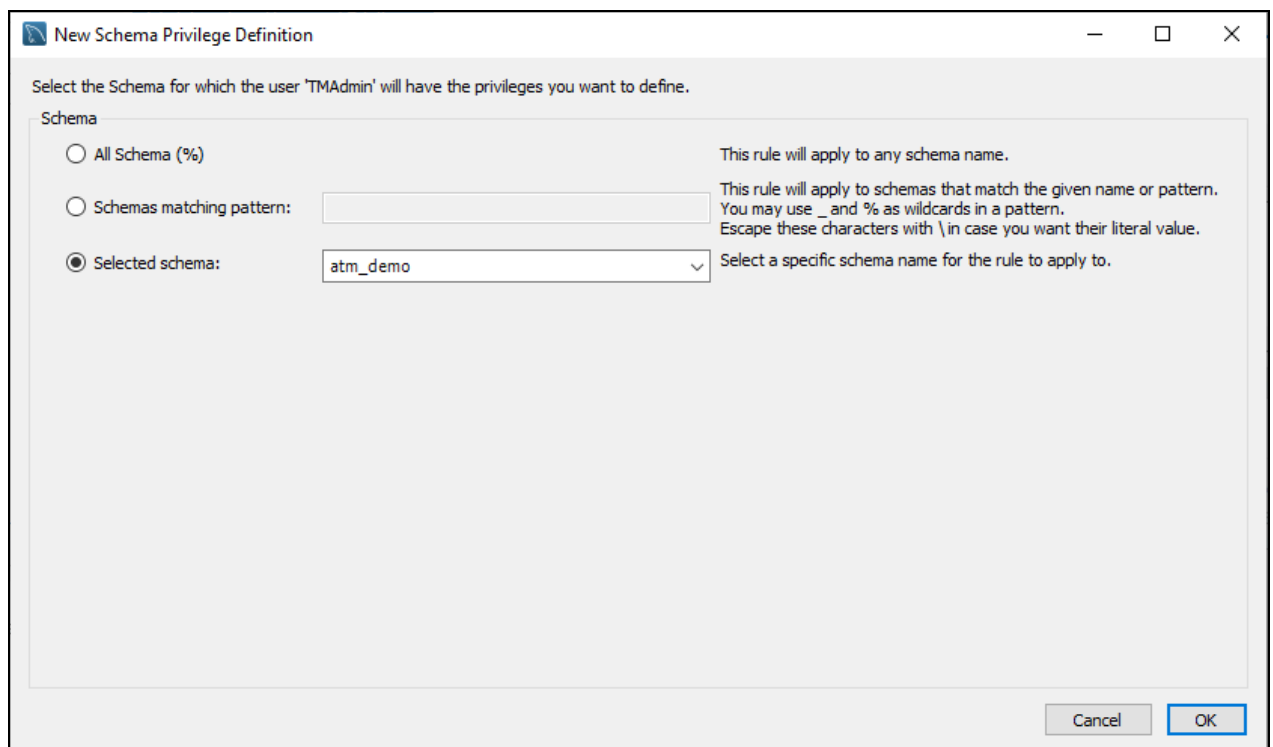 New Schema Privilege Definition
Select the Schema for which the user 'TMAdmin' will have the privileges you want to define.
Schema
All Schema (%)
This rule will apply to any schema name.
Schemas matching pattern:
This rule will apply to schemas that match the given name or pattern.
You may use _ and % as wildcards in a pattern.
Escape these characters with \ in case you want their literal value.
Selected schema:
atm_demo
Select a specific schema name for the rule to apply to.
Cancel
OK